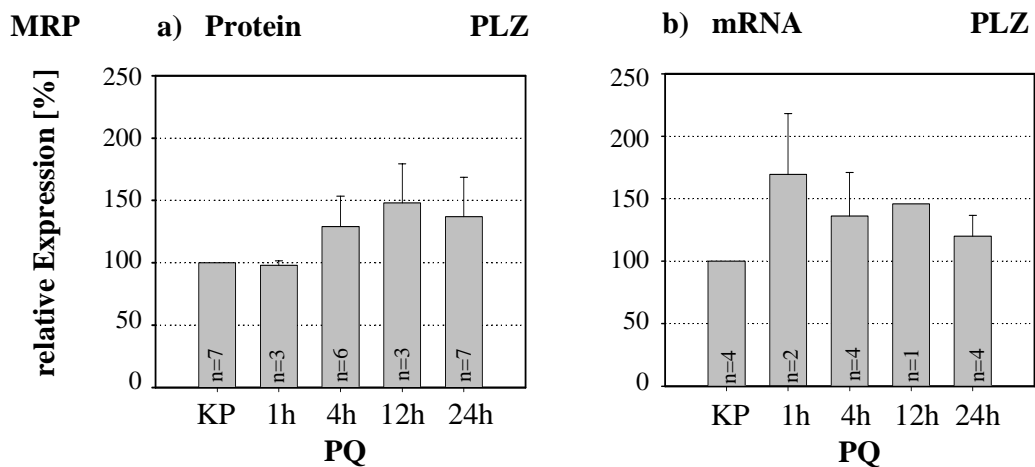 MRP a) Protein PLZ
b) mRNA PLZ
relative Expression [%]
250
200
150
100
50
0
n=7 n=3 n=6 n=3 n=7
KP 1h 4h 12h 24h
PQ
250
200
150
100
50
0
n=4 n=2 n=4 n=1 n=4
KP 1h 4h 12h 24h
PQ